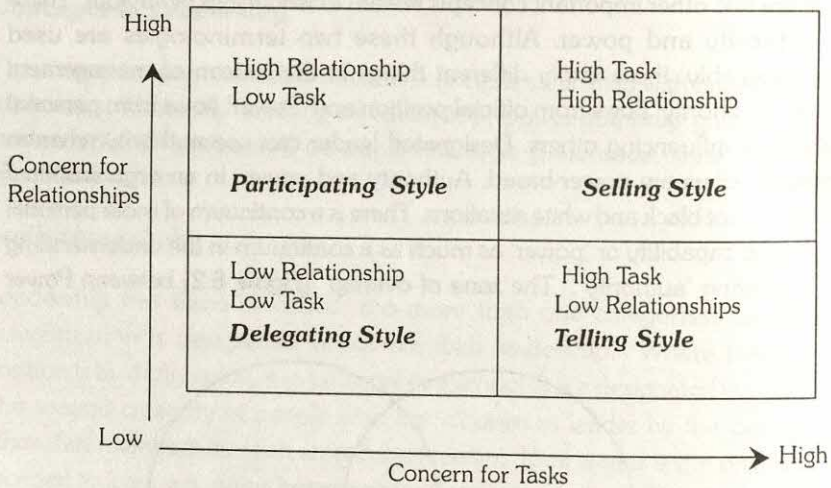 High
High Relationship
Low Task
High Task
High Relationship
Concern for
Relationships
Participating Style
Selling Style
Low Relationship
Low Task
Delegating Style
High Task
Low Relationships
Telling Style
Low
High
Concern for Tasks